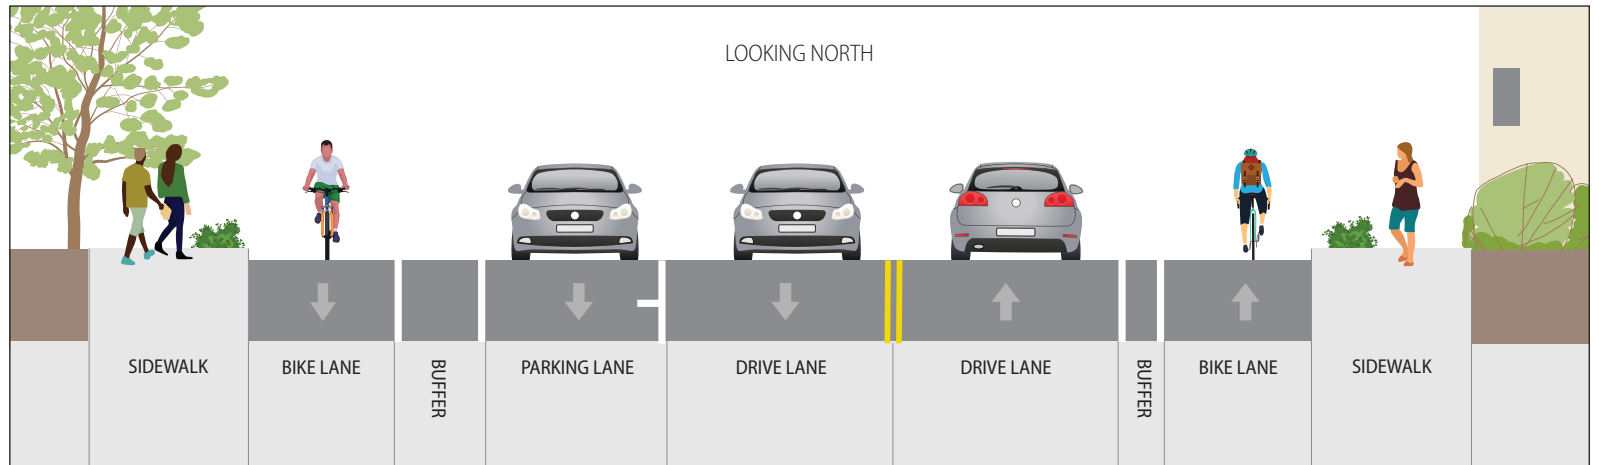 LOOKING NORTH
SIDEWALK
BIKE LANE
BUFFER
PARKING LANE
DRIVE LANE
DRIVE LANE
BUFFER
BIKE LANE
SIDEWALK